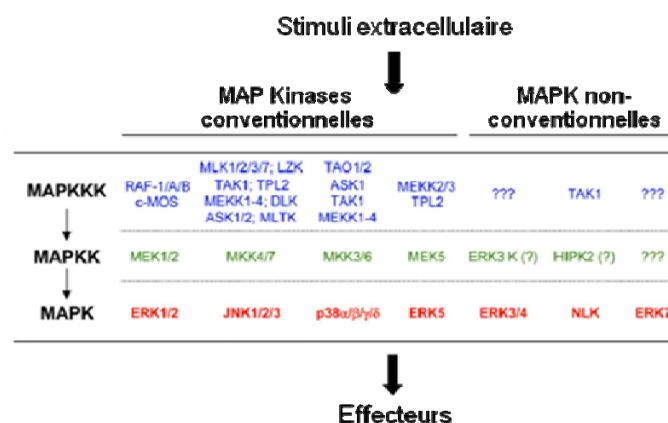 Stimuli extracellulaire
MAP Kinases
conventionnelles
MAPK non-
conventionnelles
MAPKKK
RAF-1/A/B
c-MOS
MLK1/2/3/7; LZK
TAK1; TPL2
MEKK1-4; DLK
ASK1/2; MLTK
TAO1/2
ASK1
TAK1
MEKK1-4
MEKK2/3
TPL2
???
TAK1
???
MAPKK
MEK1/2
MKK4/7
MKK3/6
MEK5
ERK3 K (?)
HIPK2 (?)
???
MAPK
ERK1/2
JNK1/2/3
p38α/β/γ/δ
ERK5
ERK3/4
NLK
ERK7
Effecteurs